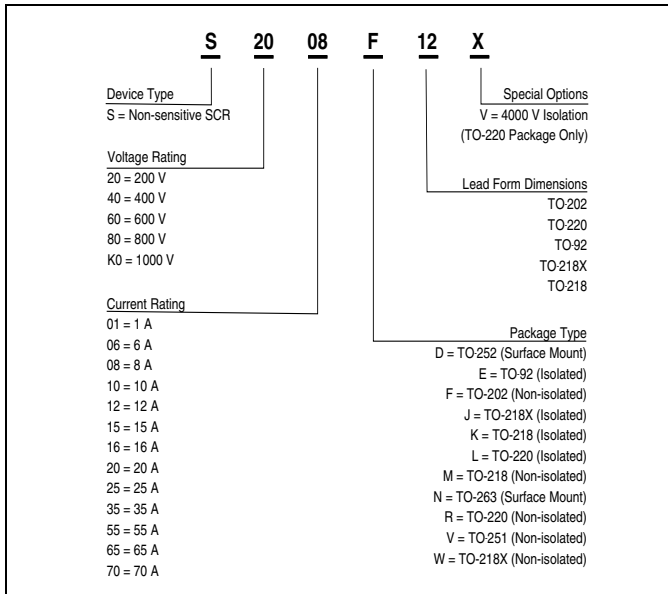 S 20 08 F 12 X
Device Type
S = Non-sensitive SCR
Voltage Rating
20 = 200 V
40 = 400 V
60 = 600 V
80 = 800 V
K0 = 1000 V
Current Rating
01 = 1 A
06 = 6 A
08 = 8 A
10 = 10 A
12 = 12 A
15 = 15 A
16 = 16 A
20 = 20 A
25 = 25 A
35 = 35 A
55 = 55 A
65 = 65 A
70 = 70 A
Special Options
V = 4000 V Isolation
(TO-220 Package Only)
Lead Form Dimensions
TO-202
TO-220
TO-92
TO-218X
TO-218
Package Type
D = TO-252 (Surface Mount)
E = TO-92 (Isolated)
F = TO-202 (Non-isolated)
J = TO-218X (Isolated)
K = TO-218 (Isolated)
L = TO-220 (Isolated)
M = TO-218 (Non-isolated)
N = TO-263 (Surface Mount)
R = TO-220 (Non-isolated)
V = TO-251 (Non-isolated)
W = TO-218X (Non-isolated)